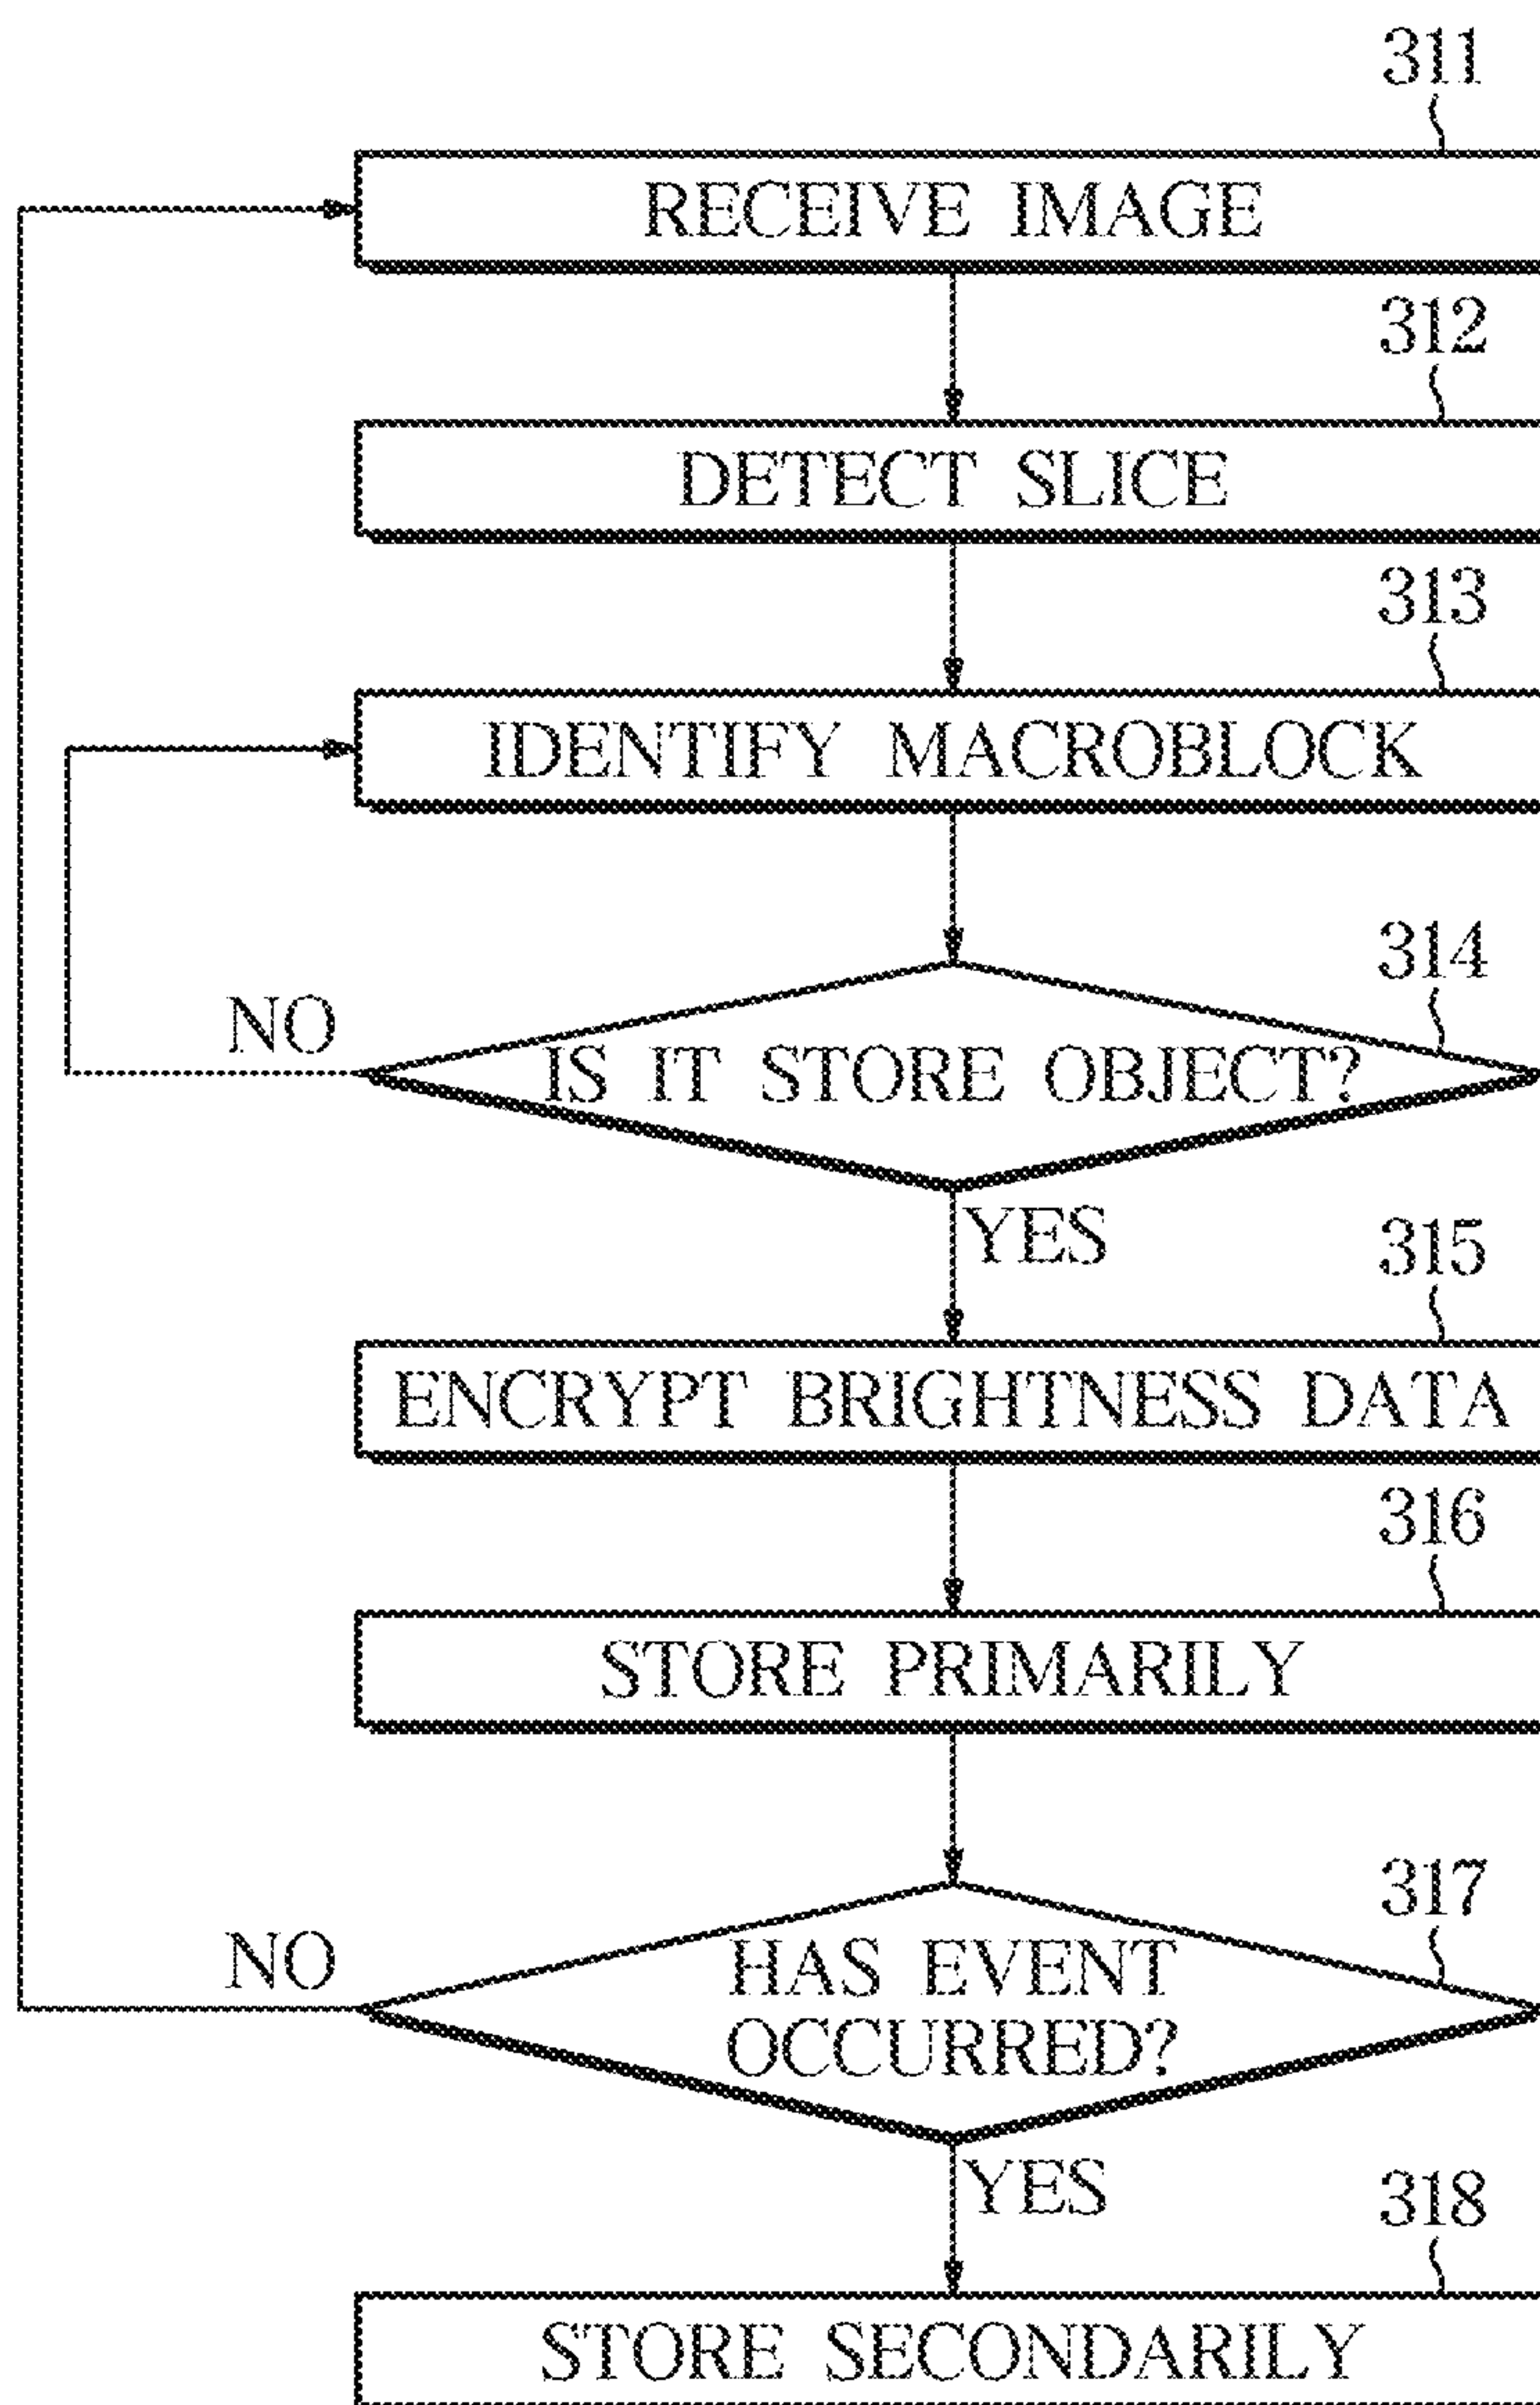 311
RECEIVE IMAGE
312
DETECT SLICE
313
IDENTIFY MACROBLOCK
314
NO
IS IT STORE OBJECT?
YES
315
ENCRYPT BRIGHTNESS DATA
316
STORE PRIMARILY
317
NO
HAS EVENT
OCCURRED?
YES
318
STORE SECONDARILY